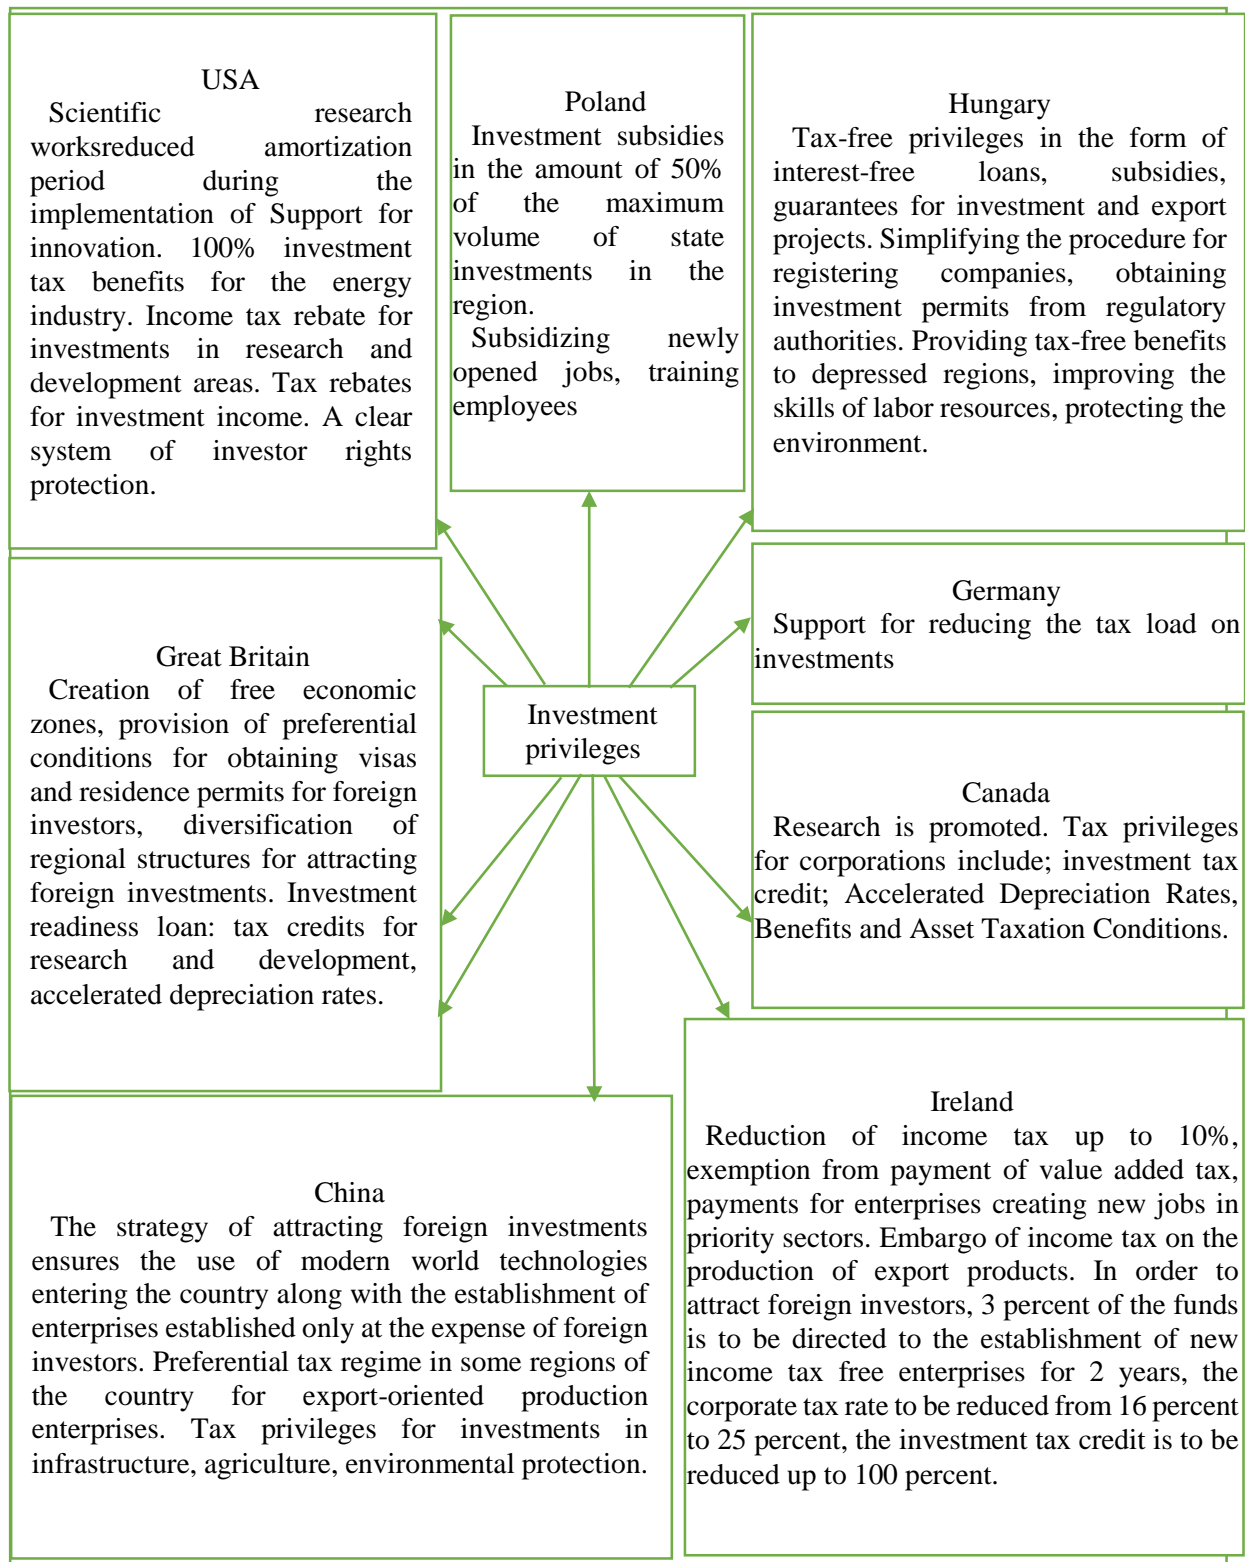 USA
Scientific research
worksreduced amortization
period during the
implementation of Support for
innovation. 100% investment
tax benefits for the energy
industry. Income tax rebate for
investments in research and
development areas. Tax rebates
for investment income. A clear
system of investor rights
protection.
Poland
Investment subsidies
in the amount of 50%
of the maximum
volume of state
investments in the
region.
Subsidizing newly
opened jobs, training
employees
Hungary
Tax-free privileges in the form of
interest-free loans, subsidies,
guarantees for investment and export
projects. Simplifying the procedure for
registering companies, obtaining
investment permits from regulatory
authorities. Providing tax-free benefits
to depressed regions, improving the
skills of labor resources, protecting the
environment.
Great Britain
Creation of free economic
zones, provision of preferential
conditions for obtaining visas
and residence permits for foreign
investors, diversification of
regional structures for attracting
foreign investments. Investment
readiness loan: tax credits for
research and development,
accelerated depreciation rates.
Investment
privileges
Germany
Support for reducing the tax load on
investments
Canada
Research is promoted. Tax privileges
for corporations include; investment tax
credit; Accelerated Depreciation Rates,
Benefits and Asset Taxation Conditions.
China
The strategy of attracting foreign investments
ensures the use of modern world technologies
entering the country along with the establishment of
enterprises established only at the expense of foreign
investors. Preferential tax regime in some regions of
the country for export-oriented production
enterprises. Tax privileges for investments in
infrastructure, agriculture, environmental protection.
Ireland
Reduction of income tax up to 10%,
exemption from payment of value added tax,
payments for enterprises creating new jobs in
priority sectors. Embargo of income tax on the
production of export products. In order to
attract foreign investors, 3 percent of the funds
is to be directed to the establishment of new
income tax free enterprises for 2 years, the
corporate tax rate to be reduced from 16 percent
to 25 percent, the investment tax credit is to be
reduced up to 100 percent.